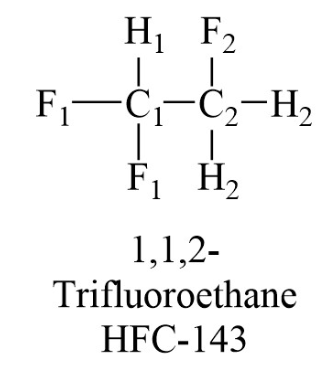 H₁ F₂
F₁—C₁—C₂—H₂
F₁ H₂
1,1,2-
Trifluoroethane
HFC-143